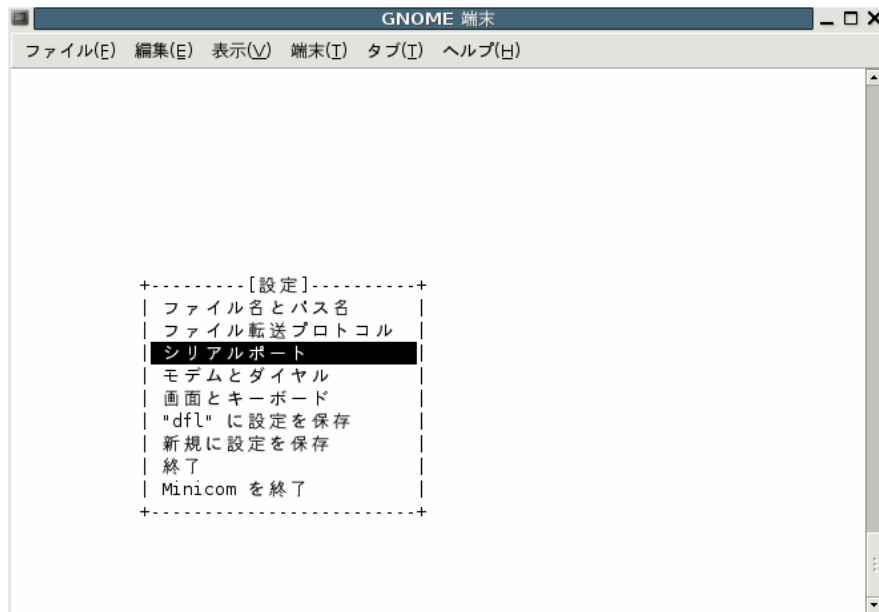 GNOME 端末
ファイル(F) 編集(E) 表示(V) 端末(T) タブ(T) ヘルプ(H)
+---------[設定]----------+
| ファイル名とパス名 |
| ファイル転送プロトコル |
| シリアルポート |
| モデムとダイヤル |
| 画面とキーボード |
| "dfl" に設定を保存 |
| 新規に設定を保存 |
| 終了 |
| Minicom を終了 |
+-------------------------+